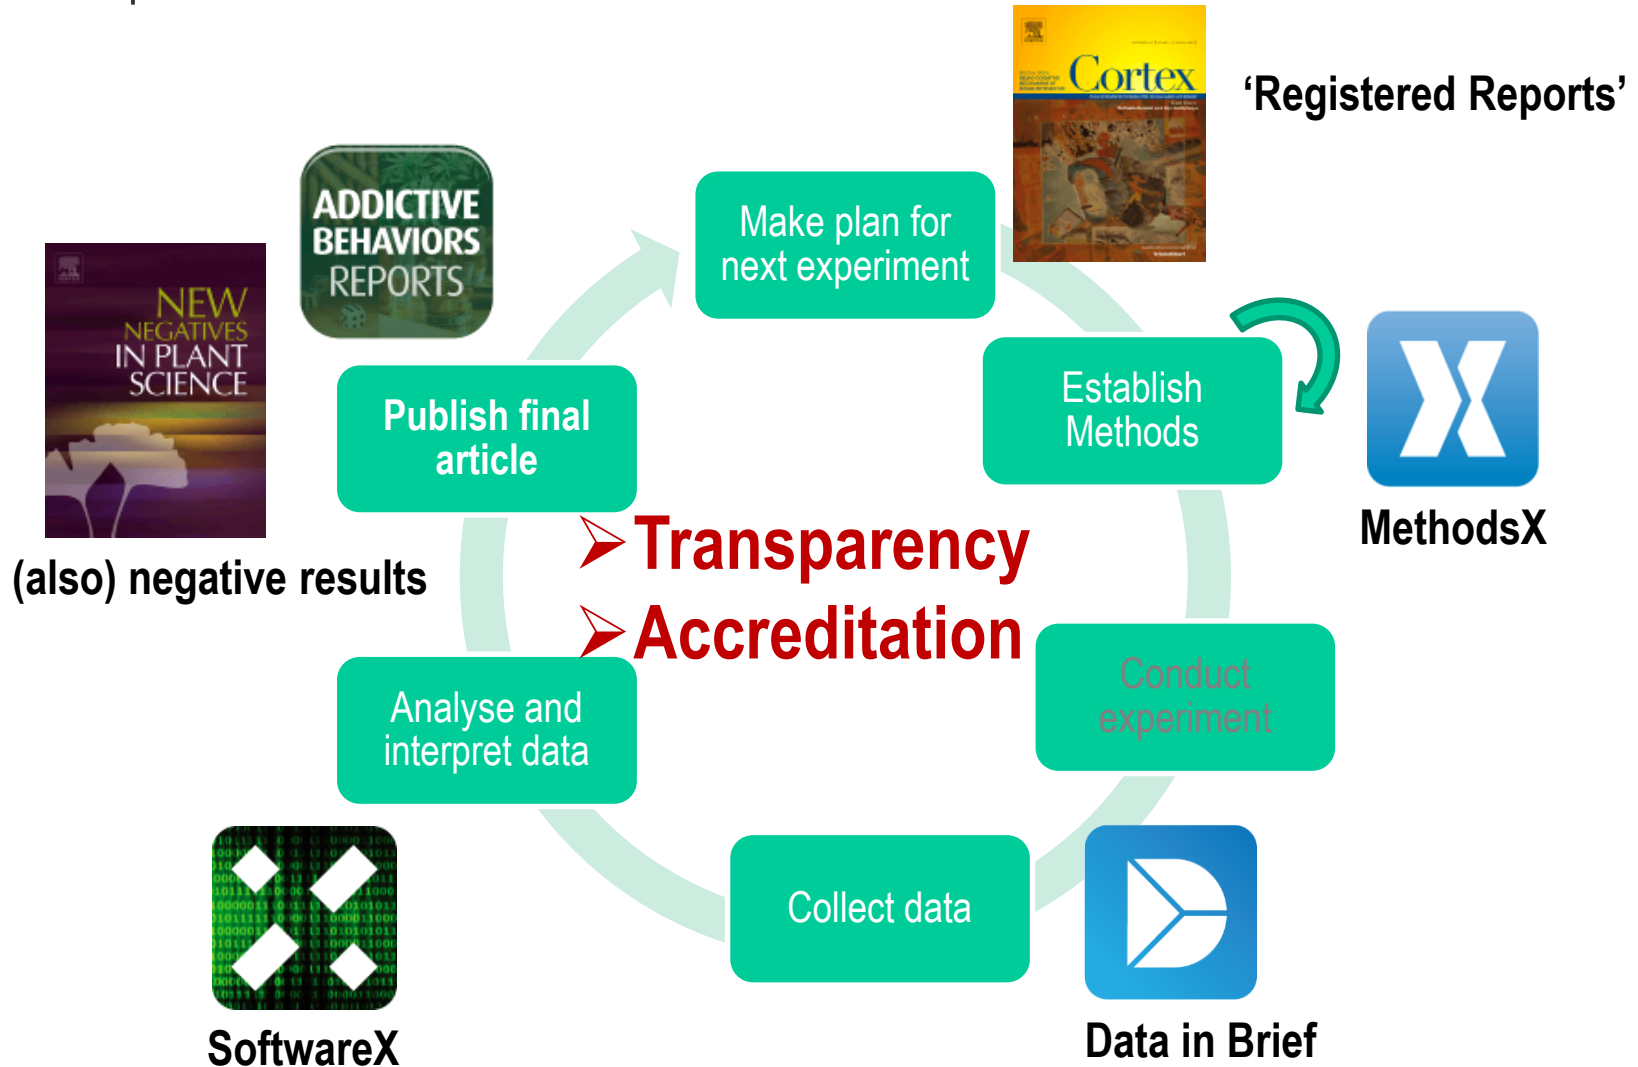 Cortex
‘Registered Reports’
ADDICTIVE
BEHAVIORS
REPORTS
Make plan for
next experiment
NEW
NEGATIVES
IN PLANT
SCIENCE
Establish
Methods
Publish final
article
MethodsX
➢Transparency
(also) negative results
➢Accreditation
Conduct
experiment
Analyse and
interpret data
Collect data
SoftwareX
Data in Brief